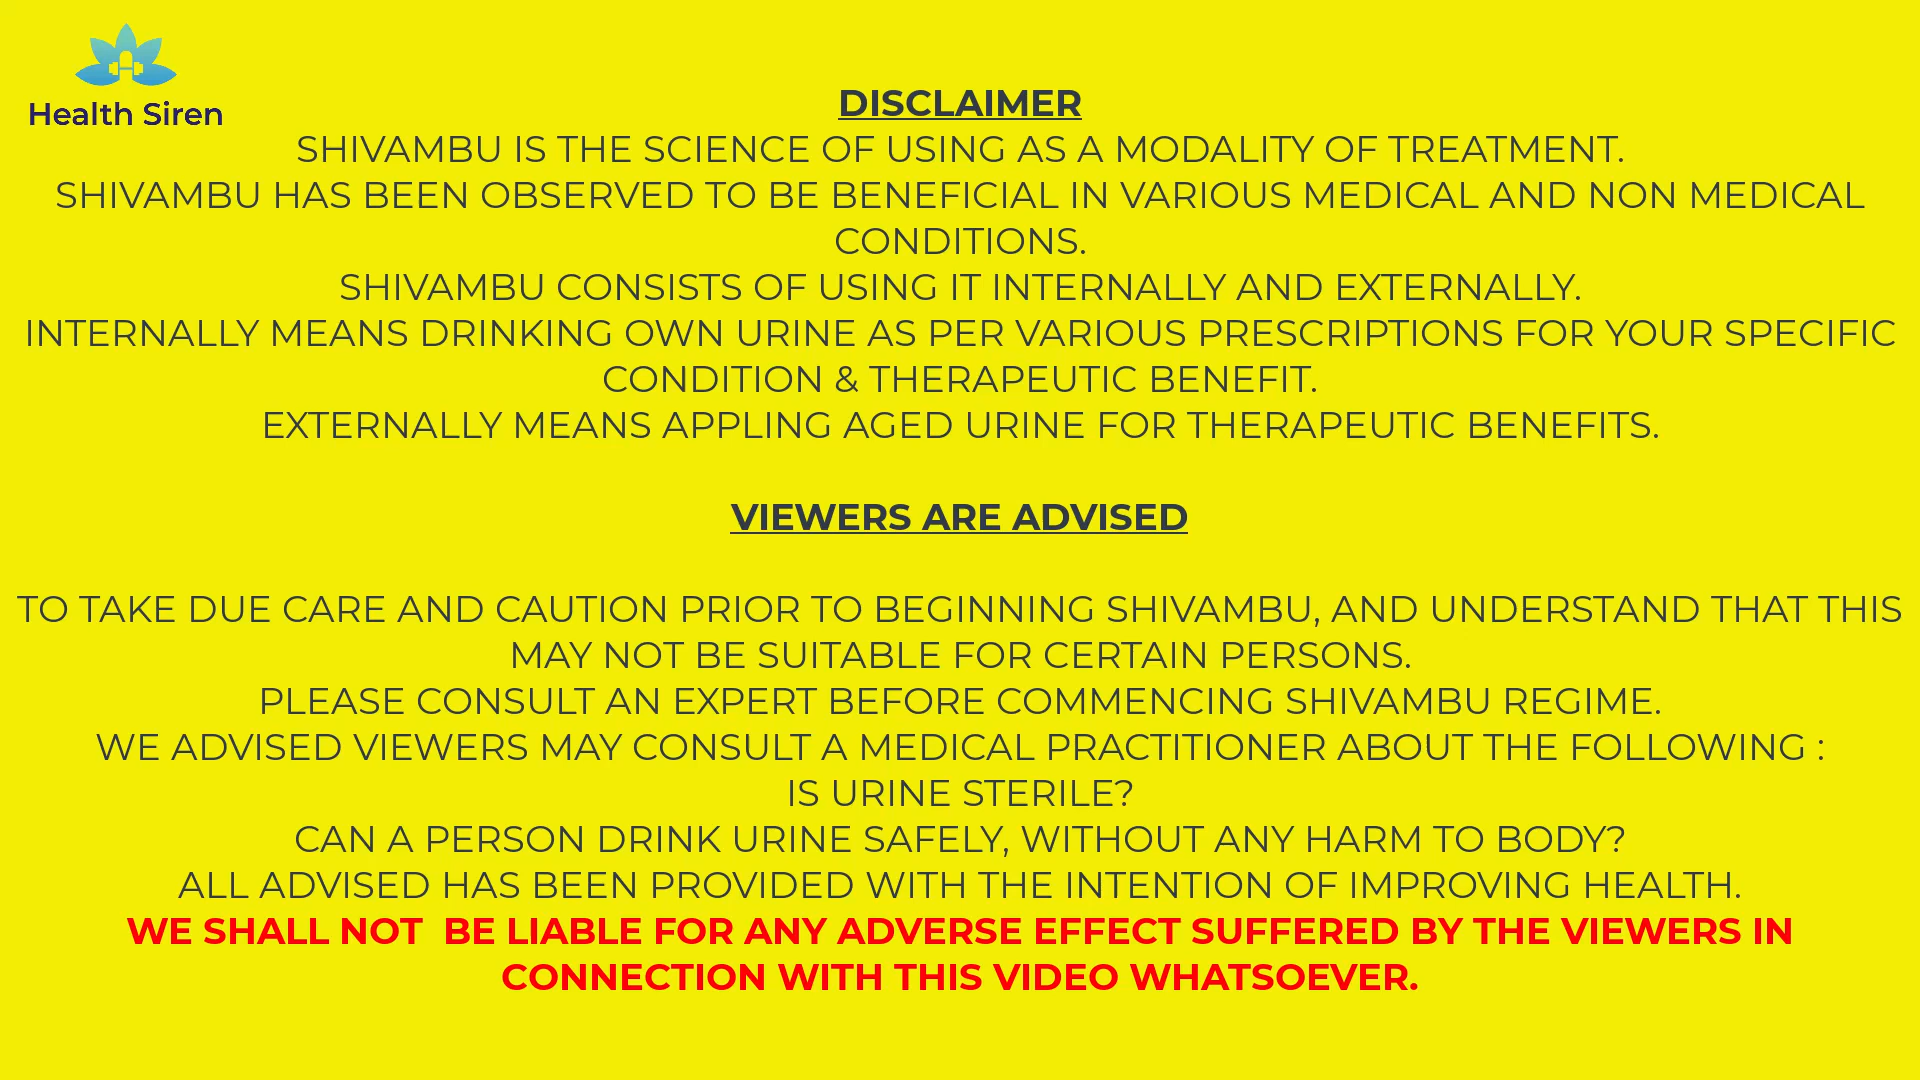 Health Siren
DISCLAIMER
SHIVAMBU IS THE SCIENCE OF USING AS A MODALITY OF TREATMENT.
SHIVAMBU HAS BEEN OBSERVED TO BE BENEFICIAL IN VARIOUS MEDICAL AND NON MEDICAL
CONDITIONS.
SHIVAMBU CONSISTS OF USING IT INTERNALLY AND EXTERNALLY.
INTERNALLY MEANS DRINKING OWN URINE AS PER VARIOUS PRESCRIPTIONS FOR YOUR SPECIFIC
CONDITION & THERAPEUTIC BENEFIT.
EXTERNALLY MEANS APPLING AGED URINE FOR THERAPEUTIC BENEFITS.
VIEWERS ARE ADVISED
TO TAKE DUE CARE AND CAUTION PRIOR TO BEGINNING SHIVAMBU, AND UNDERSTAND THAT THIS
MAY NOT BE SUITABLE FOR CERTAIN PERSONS.
PLEASE CONSULT AN EXPERT BEFORE COMMENCING SHIVAMBU REGIME.
WE ADVISED VIEWERS MAY CONSULT A MEDICAL PRACTITIONER ABOUT THE FOLLOWING :
IS URINE STERILE?
CAN A PERSON DRINK URINE SAFELY, WITHOUT ANY HARM TO BODY?
ALL ADVISED HAS BEEN PROVIDED WITH THE INTENTION OF IMPROVING HEALTH.
WE SHALL NOT  BE LIABLE FOR ANY ADVERSE EFFECT SUFFERED BY THE VIEWERS IN
CONNECTION WITH THIS VIDEO WHATSOEVER.